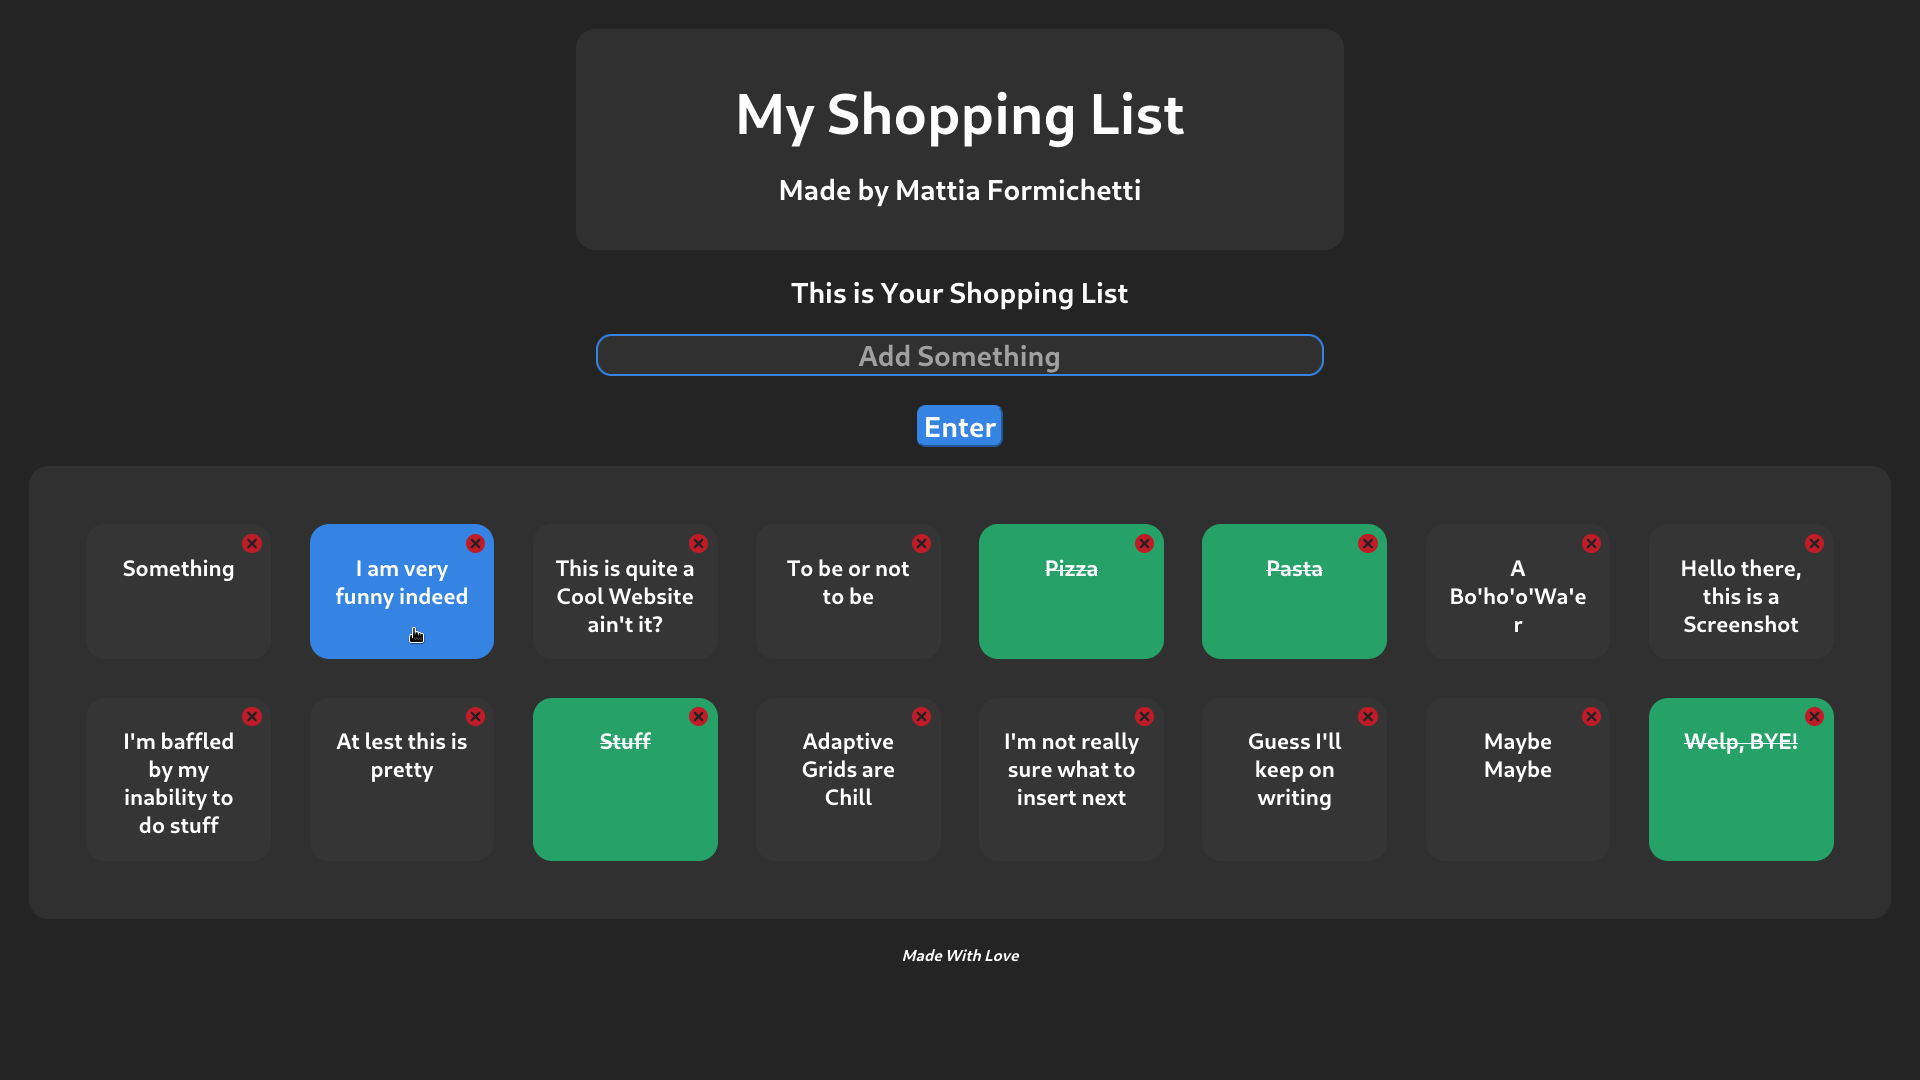 My Shopping List
Made by Mattia Formichetti
This is Your Shopping List
Add Something
Enter
Something
I am very
funny indeed
This is quite a
Cool Website
ain't it?
To be or not
to be
Pizza
Pasta
A
Bo'ho'o'Wa'e
r
Hello there,
this is a
Screenshot
I'm baffled
by my
inability to
do stuff
At lest this is
pretty
Stuff
Adaptive
Grids are
Chill
I'm not really
sure what to
insert next
Guess I'll
keep on
writing
Maybe
Maybe
Welp, BYE!
Made With Love